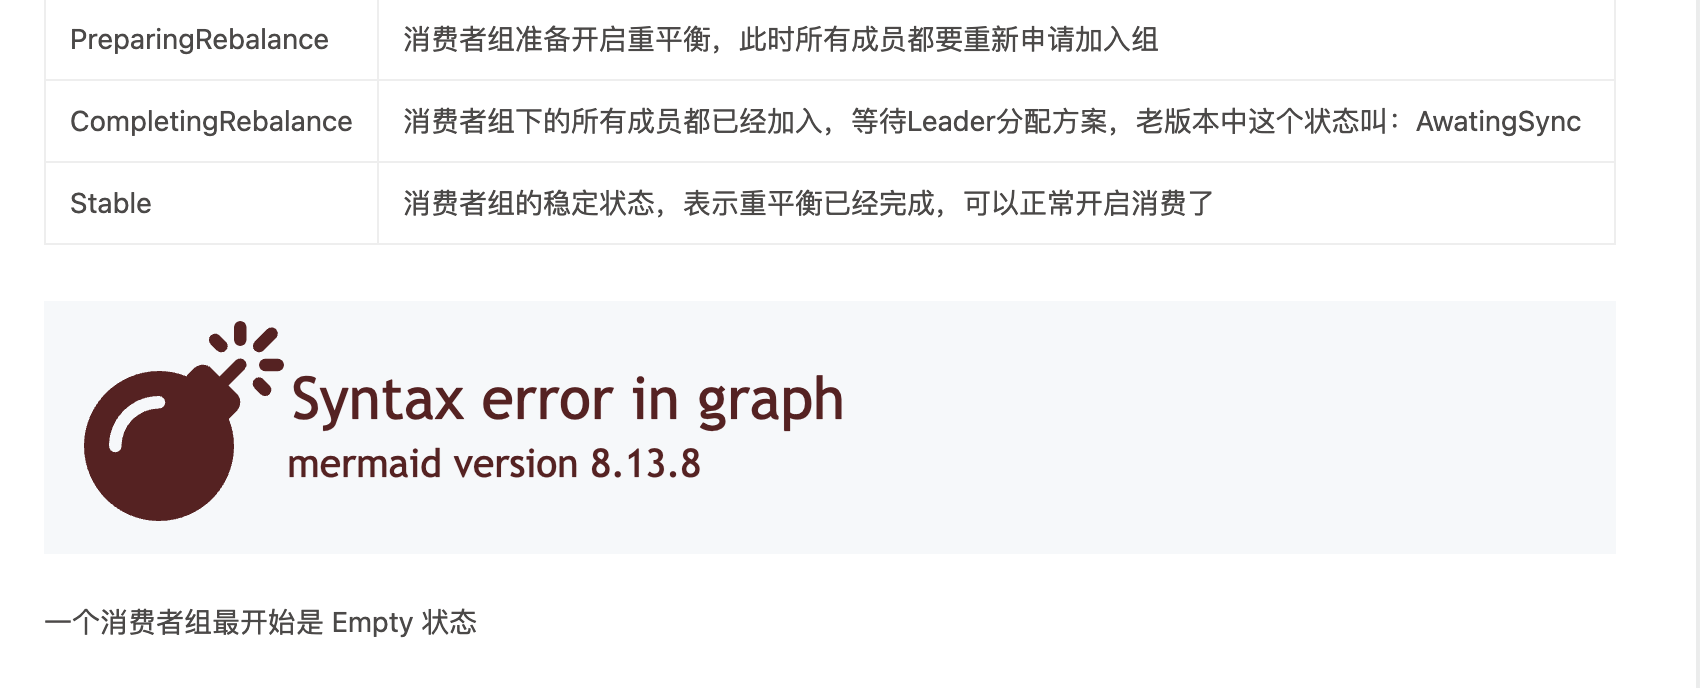 PreparingRebalance 消费者组准备开启重平衡，此时所有成员都要重新申请加入组
CompletingRebalance 消费者组下的所有成员都已经加入，等待Leader分配方案，老版本中这个状态叫：AwatingSync
Stable 消费者组的稳定状态，表示重平衡已经完成，可以正常开启消费了
Syntax error in graph
mermaid version 8.13.8
一个消费者组最开始是 Empty 状态